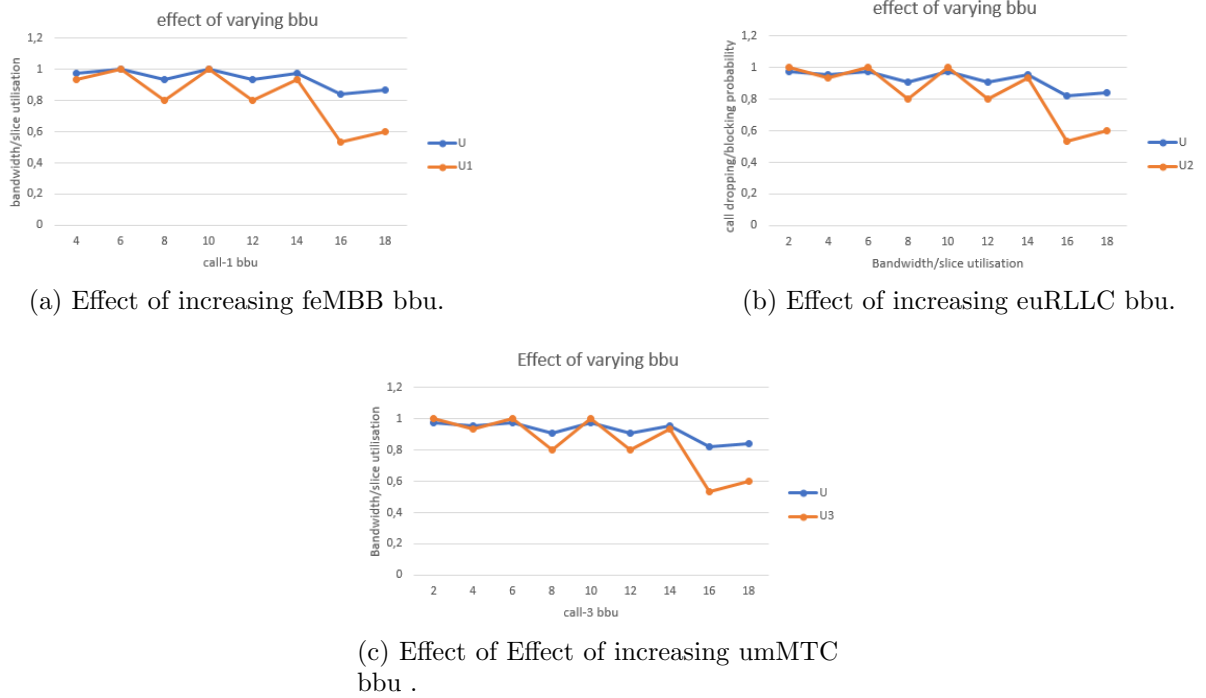 effect of varying bbu
bandwidth/slice utilisation
1,2
1
0,8
0,6
0,4
0,2
0
4 6 8 10 12 14 16 18
call-1 bbu
U
U1
(a) Effect of increasing feMBB bbu.
effect of varying bbu
call dropping/blocking probability
1,2
1
0,8
0,6
0,4
0,2
0
2 4 6 8 10 12 14 16 18
Bandwidth/slice utilisation
U
U2
(b) Effect of increasing euRLLC bbu.
Effect of varying bbu
Bandwidth/slice utilisation
1,2
1
0,8
0,6
0,4
0,2
0
2 4 6 8 10 12 14 16 18
call-3 bbu
U
U3
(c) Effect of Effect of increasing umMTC
bbu .